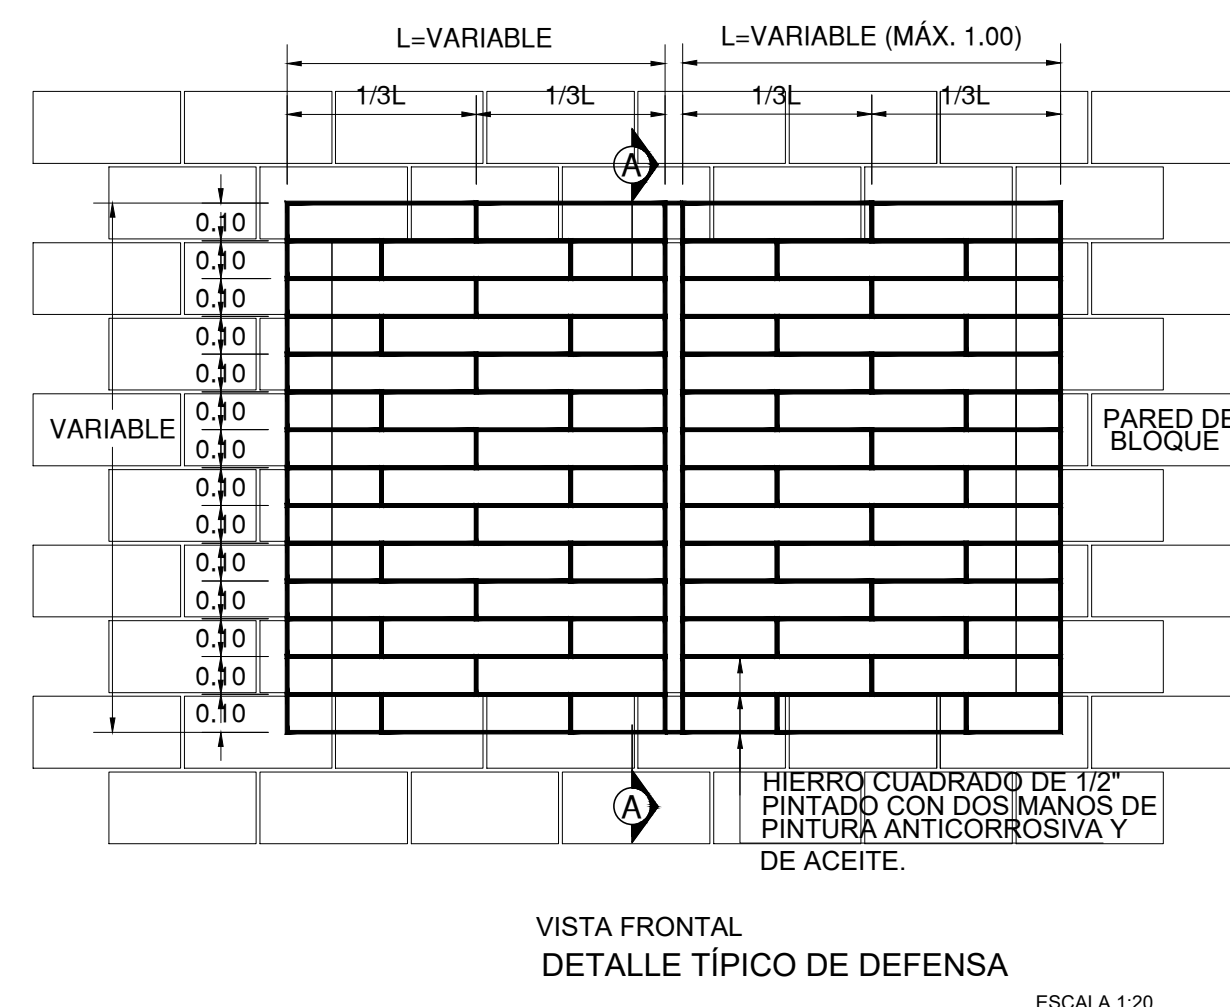 L=VARIABLE
L=VARIABLE (MÁX. 1.00)
1/3L
1/3L
1/3L
1/3L
A
0.10
0.10
0.10
0.10
0.10
0.10
VARIABLE
PARED DE
BLOQUE
0.10
0.10
0.10
0.10
0.10
0.10
0.10
0.10
HIERRO CUADRADO DE 1/2"
PINTADO CON DOS MANOS DE
A
PINTURA ANTICORROSIVA Y
DE ACEITE.
VISTA FRONTAL
DETALLE TÍPICO DE DEFENSA
ESCALA 1:20